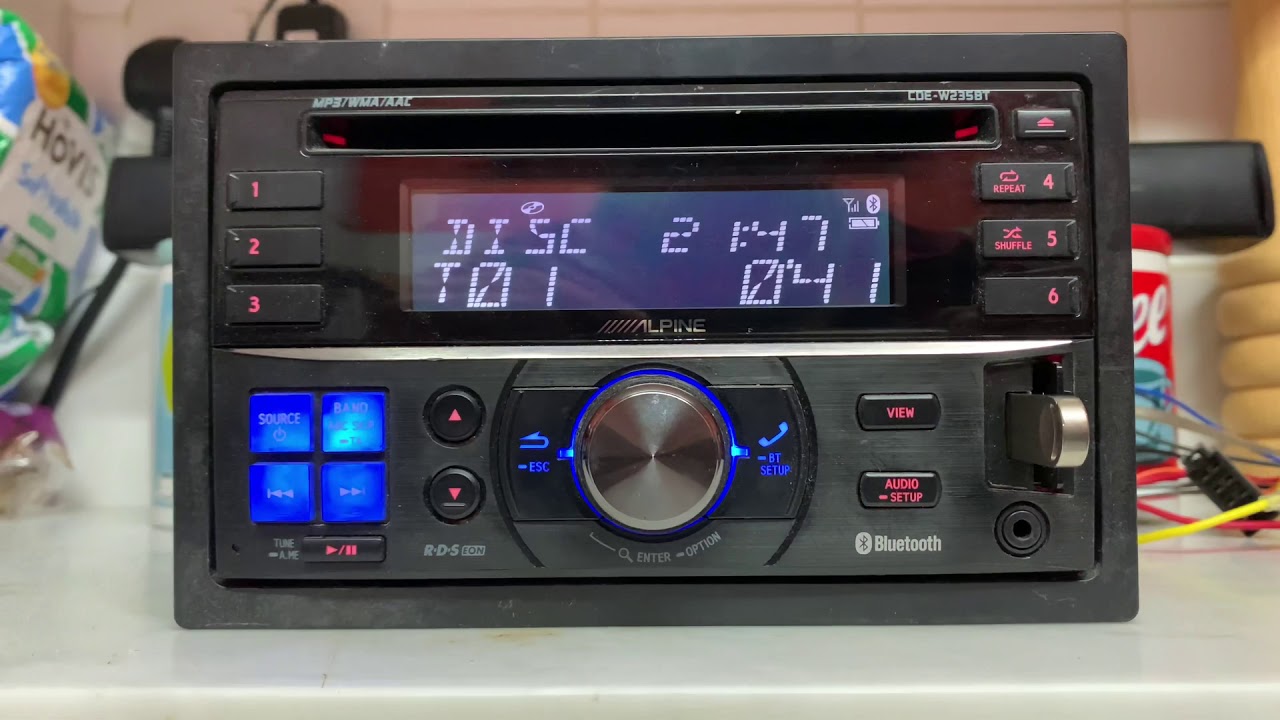 HOVIS
MP3/WMA/AAC
CDE-W235BT
1
REPEAT 4
DISC 21:47
2
SHUFFLE 5
T01 0'41
3
6
ALPINE
SOURCE
BAND
VIEW
ESC
BT
SETUP
AUDIO
SETUP
TUNE
A.ME
R·D·S EON
ENTER OPTION
Bluetooth